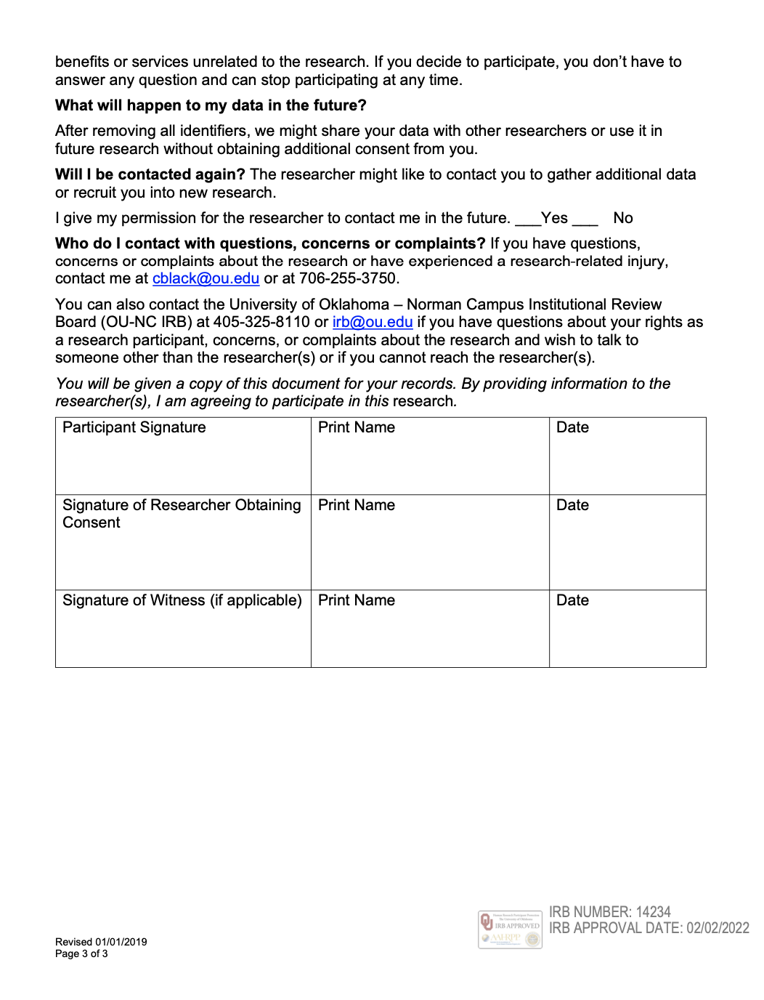 benefits or services unrelated to the research. If you decide to participate, you don’t have to
answer any question and can stop participating at any time.
What will happen to my data in the future?
After removing all identifiers, we might share your data with other researchers or use it in
future research without obtaining additional consent from you.
Will I be contacted again? The researcher might like to contact you to gather additional data
or recruit you into new research.
I give my permission for the researcher to contact me in the future. ___Yes ___ No
Who do I contact with questions, concerns or complaints? If you have questions,
concerns or complaints about the research or have experienced a research-related injury,
contact me at cblack@ou.edu or at 706-255-3750.
You can also contact the University of Oklahoma – Norman Campus Institutional Review
Board (OU-NC IRB) at 405-325-8110 or irb@ou.edu if you have questions about your rights as
a research participant, concerns, or complaints about the research and wish to talk to
someone other than the researcher(s) or if you cannot reach the researcher(s).
You will be given a copy of this document for your records. By providing information to the
researcher(s), I am agreeing to participate in this research.
Participant Signature Print Name Date
Signature of Researcher Obtaining Print Name Date
Consent
Signature of Witness (if applicable) Print Name Date
Human Research Participant Protection
The University of Oklahoma
IRB APPROVED
AAHRPP
IRB NUMBER: 14234
IRB APPROVAL DATE: 02/02/2022
Revised 01/01/2019
Page 3 of 3